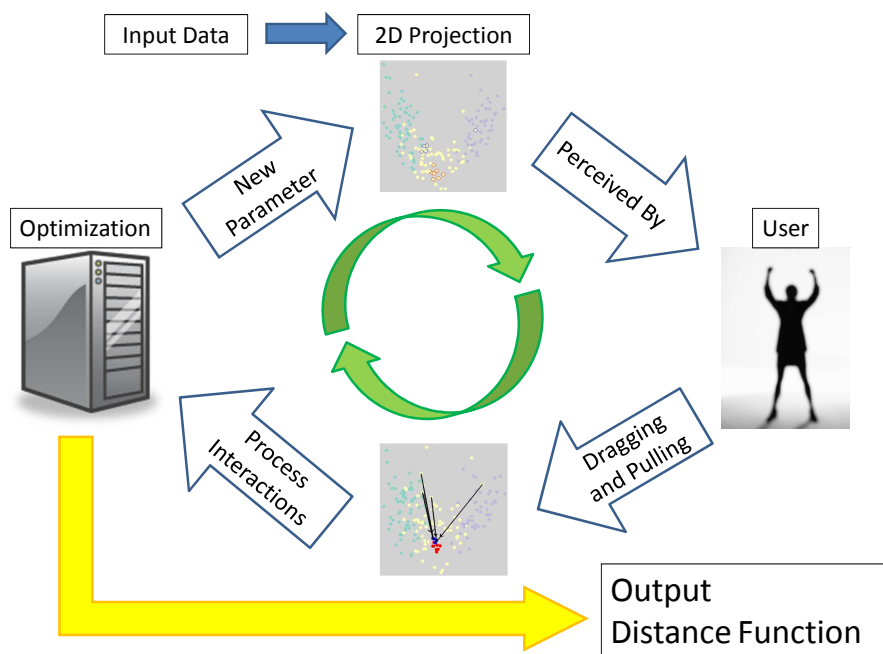 Input Data
2D Projection
New
Parameter
Perceived By
Optimization
User
Process
Interactions
Dragging
and Pulling
Output
Distance Function